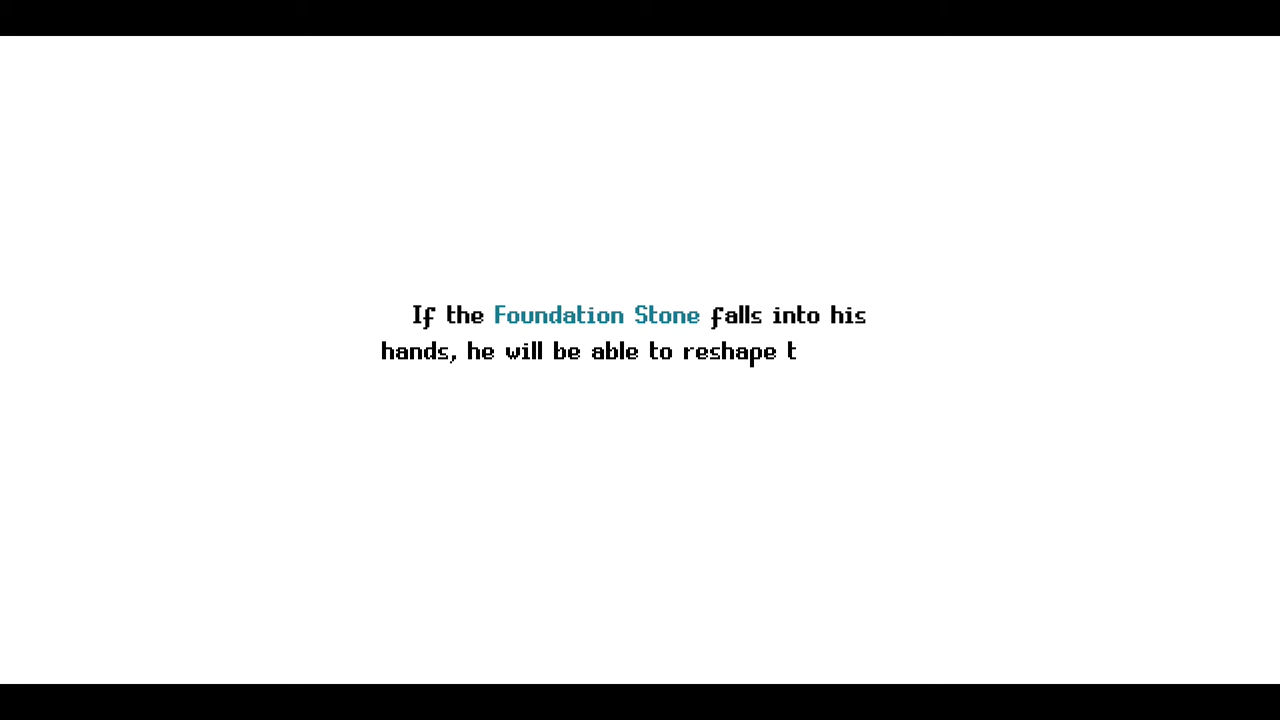 If the Foundation Stone falls into his
hands, he will be able to reshape t